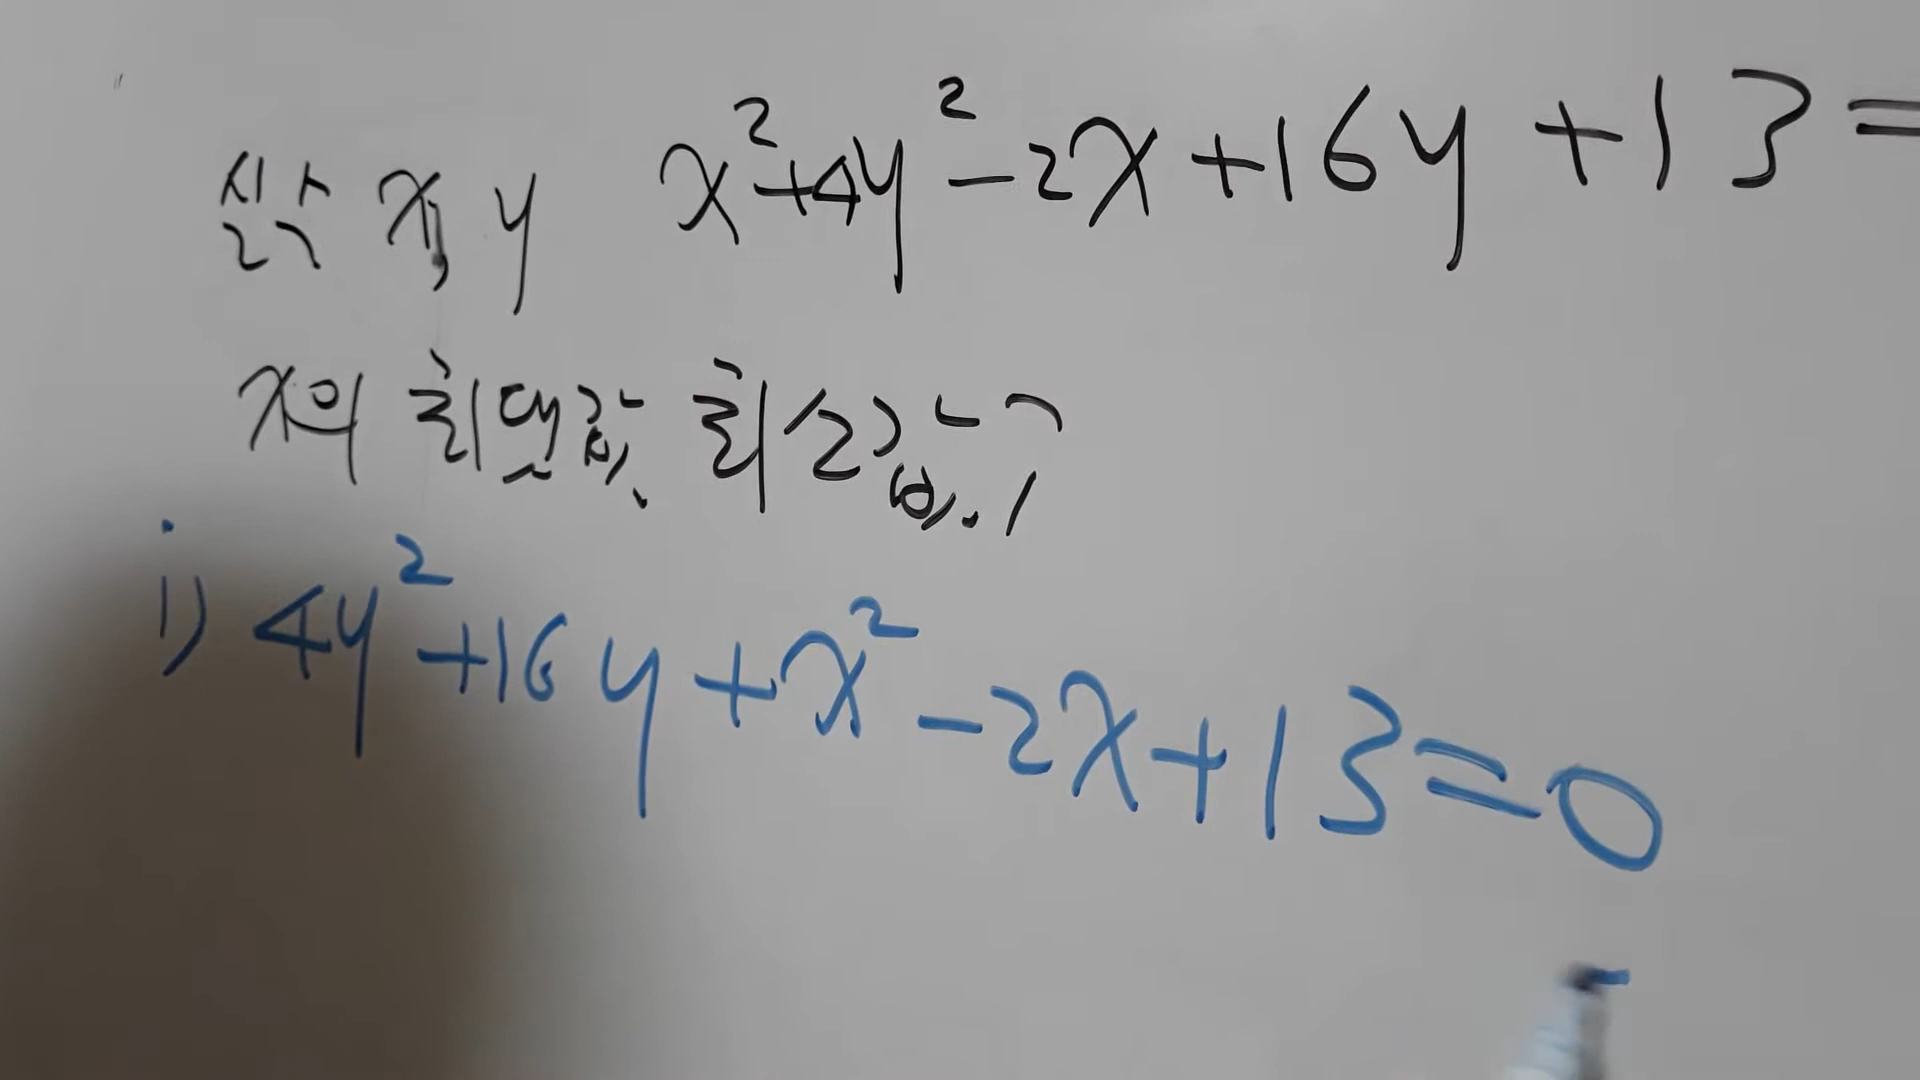 실수 x, y x²+4y²-2x+16y+13=
x의 최댓값, 최솟값.?
i) 4y²+16y+x²-2x+13=0